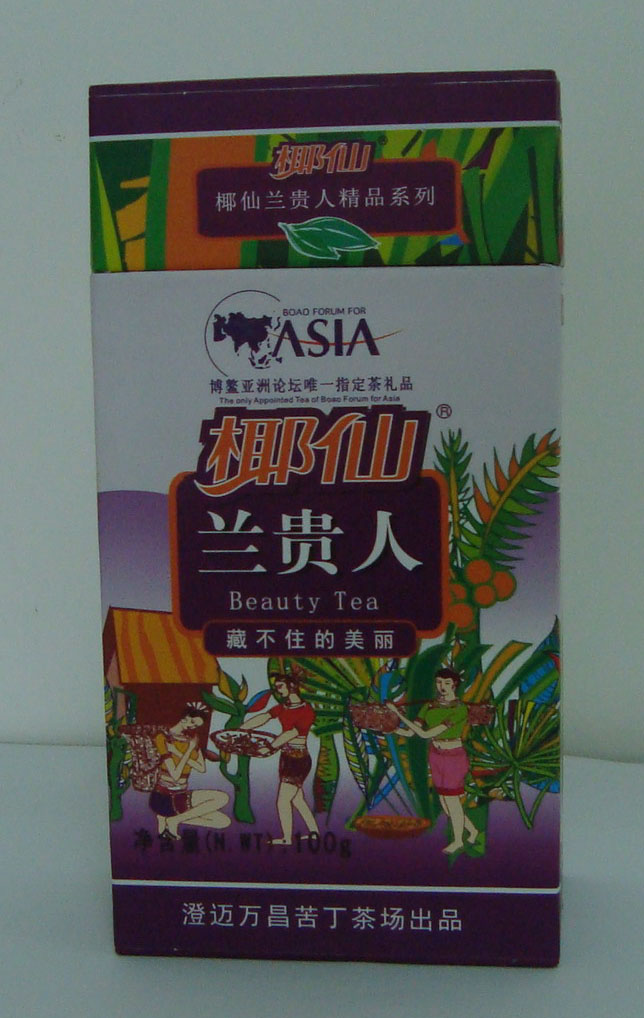 椰仙
椰仙兰贵人精品系列
BOAO FORUM FOR
ASIA
博鳌亚洲论坛唯一指定茶礼品
The only Appointed Tea of Boao Forum for Asia
椰仙®
兰贵人
Beauty Tea
藏不住的美丽
净含量(N.WT):100g
澄迈万昌苦丁茶场出品